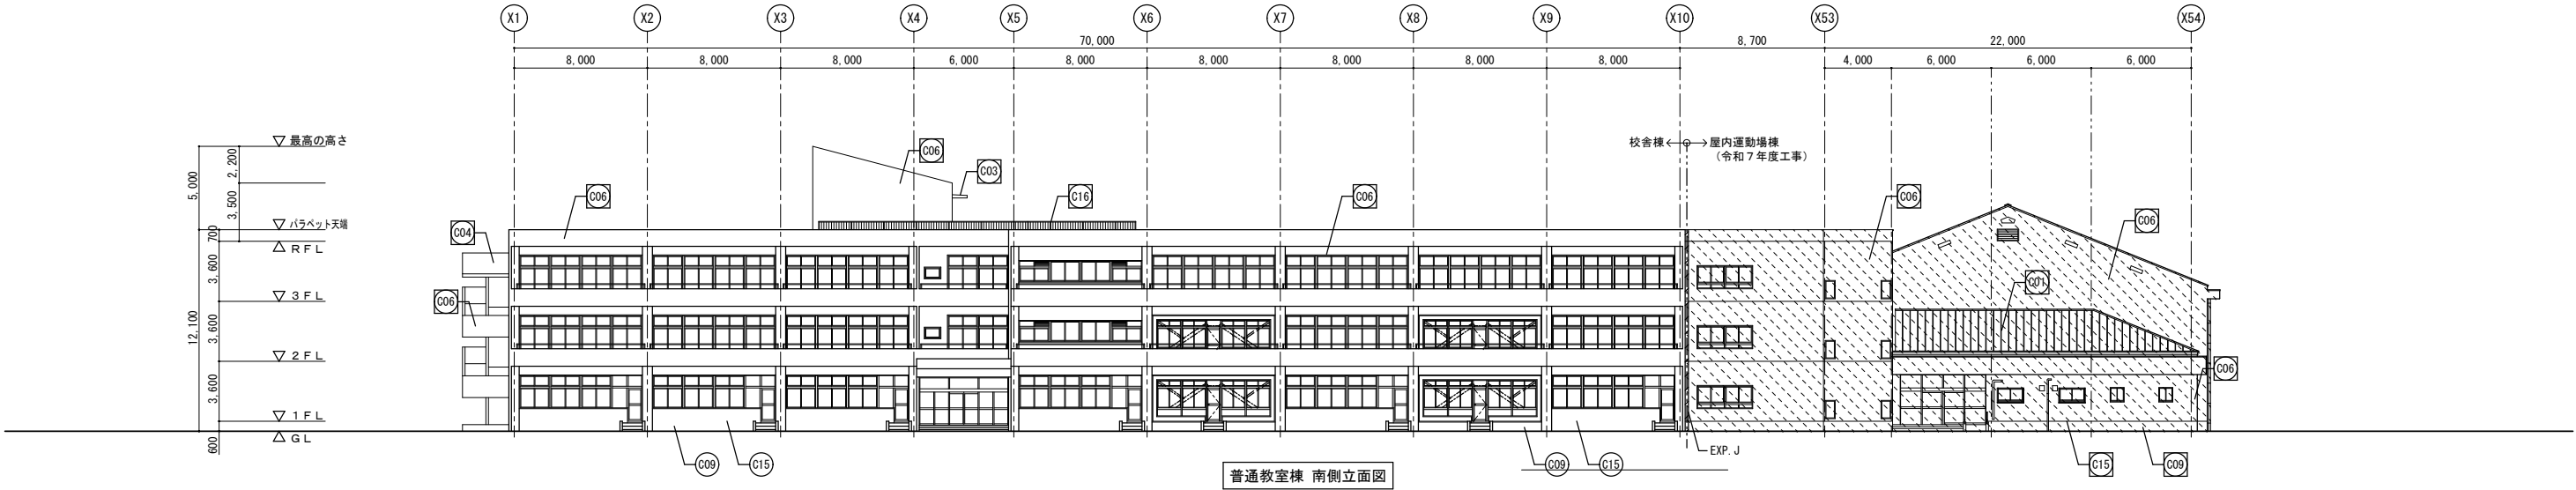 X1 X2 X3 X4 X5 X6 X7 X8 X9 X10 X53 X54
70,000 8,700 22,000
8,000 8,000 8,000 6,000 8,000 8,000 8,000 8,000 8,000 4,000 6,000 6,000 6,000
最高の高さ
校舎棟 屋内運動場棟
(令和7年度工事)
5,000 2,200
3,500
C06
C03
C06 C16 C06 C06
C06
パラペット天端
700
C04
RFL
3,600
C01
3FL
C06
12,100
3,600
2FL
C06
3,600
1FL
GL
600
EXP.J
C09 C15 C09 C15 C15 C09
普通教室棟 南側立面図